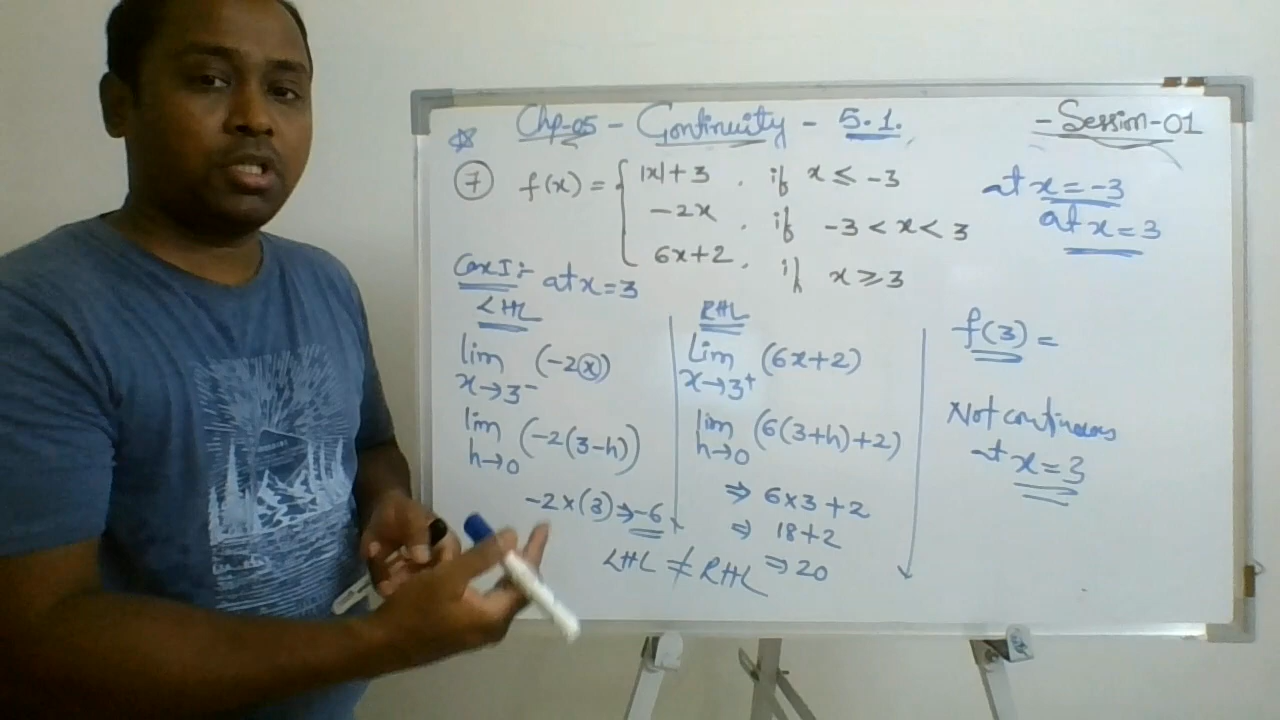 Chp-05 - Continuity - 5.1. - Session-01
⑦ f(x) = { |x|+3 . if x ≤ -3
-2x . if -3 < x < 3
6x+2 . if x ≥ 3
at x = -3
at x = 3
Case I :- at x = 3
LHL
lim x→3⁻ (-2x)
lim h→0 (-2(3-h))
-2×(3) ⇒ -6
RHL
Lim x→3⁺ (6x+2)
lim h→0 (6(3+h)+2)
⇒ 6×3+2
⇒ 18+2
⇒ 20
LHL ≠ RHL
f(3) =
Not continuous
at x = 3